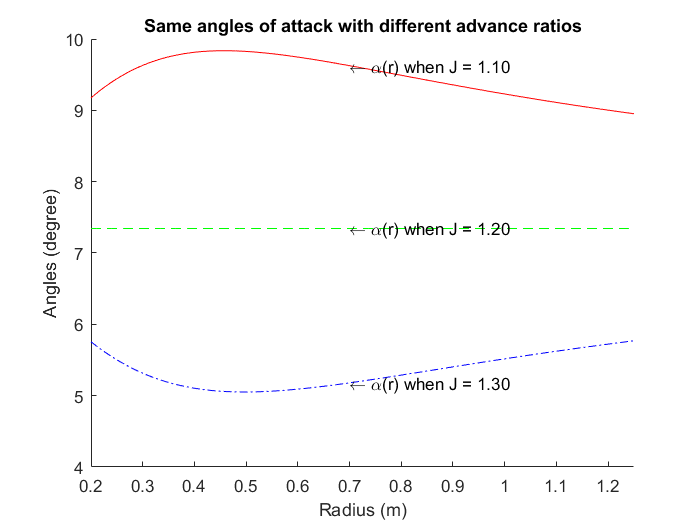 Same angles of attack with different advance ratios
10
9
8
7
6
5
4
Angles (degree)
← α(r) when J = 1.10
← α(r) when J = 1.20
← α(r) when J = 1.30
0.2 0.3 0.4 0.5 0.6 0.7 0.8 0.9 1 1.1 1.2
Radius (m)